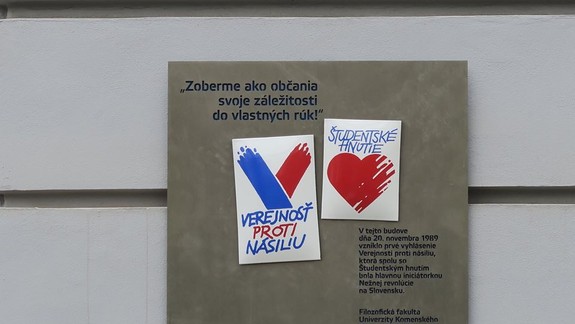 „Zoberme ako občania
svoje záležitosti
do vlastných rúk!“
ŠTUDENTSKÉ
HNUTIE
VEREJNOSŤ
PROTI
NÁSILIU
V tejto budove
dňa 20. novembra 1989
vzniklo prvé vyhlásenie
Verejnosti proti násiliu,
ktorá spolu so
Študentským hnutím
bola hlavnou iniciátorkou
Nežnej revolúcie
na Slovensku.
Filozofická fakulta
Univerzity Komenského